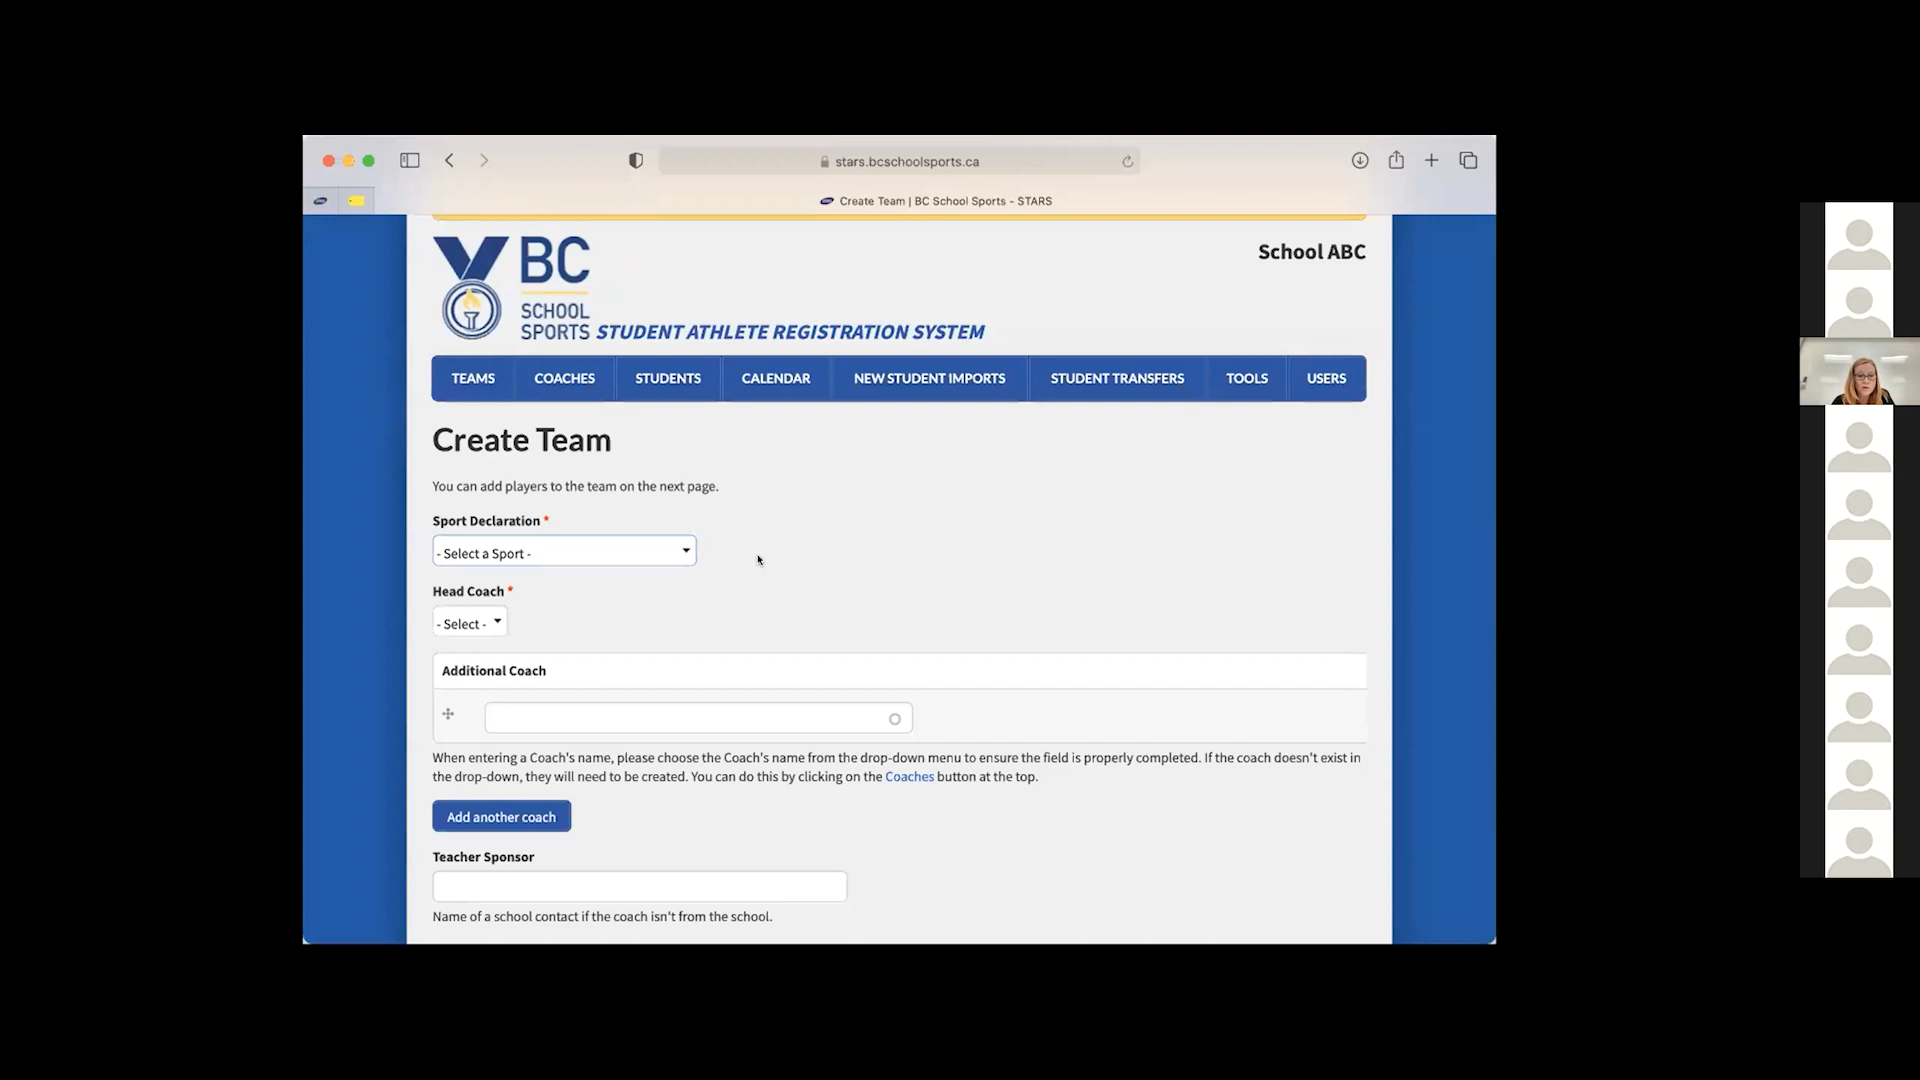 stars.bcschoolsports.ca
Create Team | BC School Sports - STARS
School ABC
BC
SCHOOL
SPORTS STUDENT ATHLETE REGISTRATION SYSTEM
TEAMS COACHES STUDENTS CALENDAR NEW STUDENT IMPORTS STUDENT TRANSFERS TOOLS USERS
Create Team
You can add players to the team on the next page.
Sport Declaration *
- Select a Sport -
Head Coach *
- Select -
Additional Coach
When entering a Coach's name, please choose the Coach's name from the drop-down menu to ensure the field is properly completed. If the coach doesn't exist in
the drop-down, they will need to be created. You can do this by clicking on the Coaches button at the top.
Add another coach
Teacher Sponsor
Name of a school contact if the coach isn't from the school.